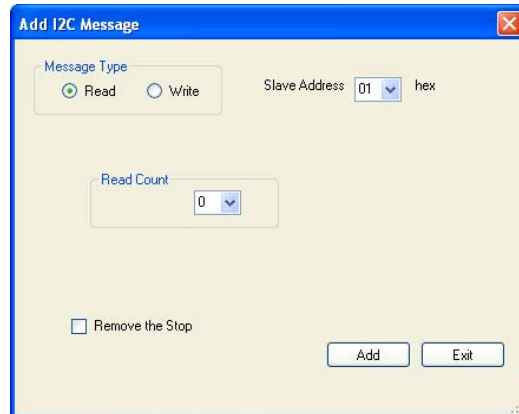 Add I2C Message
Message Type
Read Write
Slave Address 01 hex
Read Count
0
Remove the Stop
Add Exit